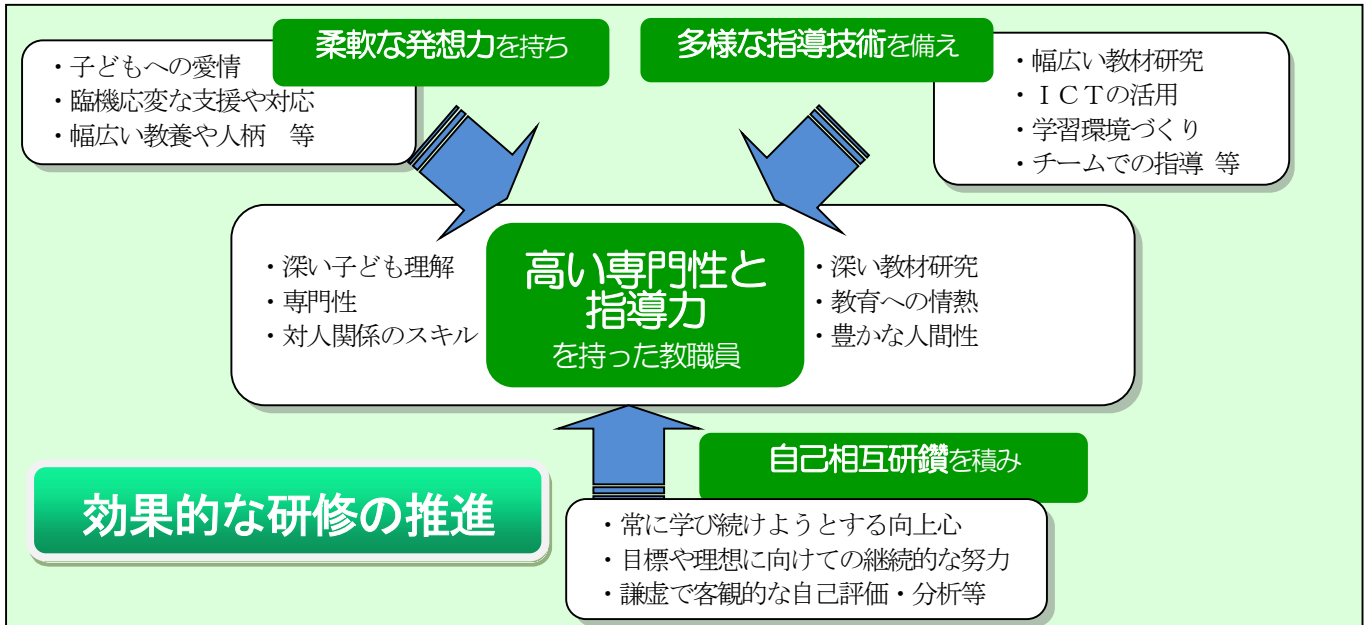 柔軟な発想力を持ち
・子どもへの愛情
・臨機応変な支援や対応
・幅広い教養や人柄　等
多様な指導技術を備え
・幅広い教材研究
・ＩＣＴの活用
・学習環境づくり
・チームでの指導 等
・深い子ども理解
・専門性
・対人関係のスキル
高い専門性と
指導力
を持った教職員
・深い教材研究
・教育への情熱
・豊かな人間性
自己相互研鑽を積み
・常に学び続けようとする向上心
・目標や理想に向けての継続的な努力
・謙虚で客観的な自己評価・分析等
効果的な研修の推進